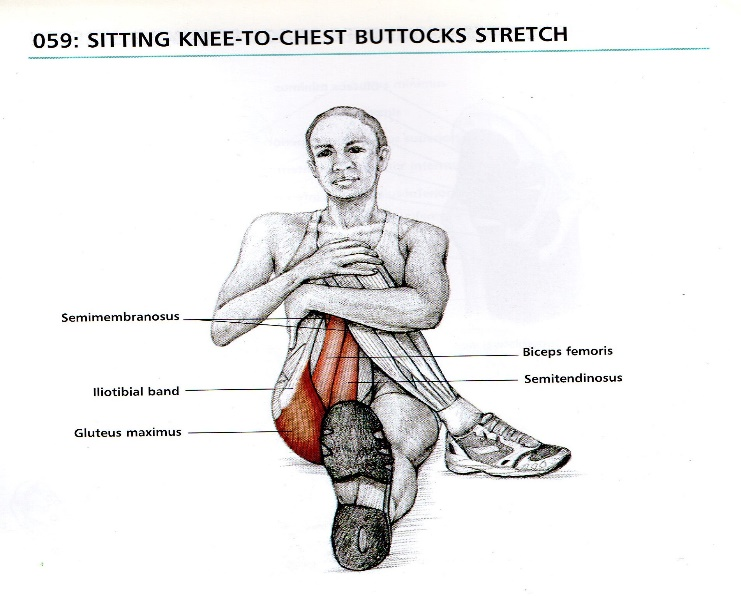 059: SITTING KNEE-TO-CHEST BUTTOCKS STRETCH
Semimembranosus
Biceps femoris
Semitendinosus
Iliotibial band
Gluteus maximus